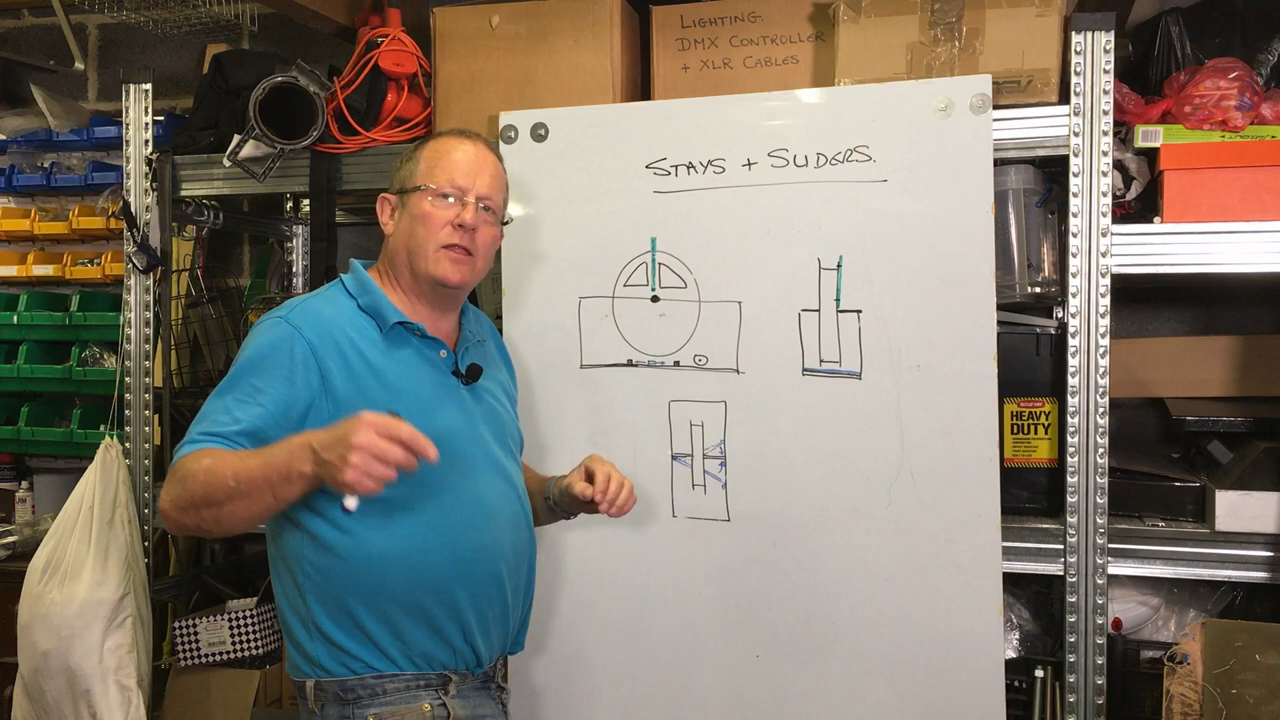 LIGHTING.
DMX CONTROLLER
+ XLR CABLES
STAYS + SLIDERS.
HEAVY
DUTY